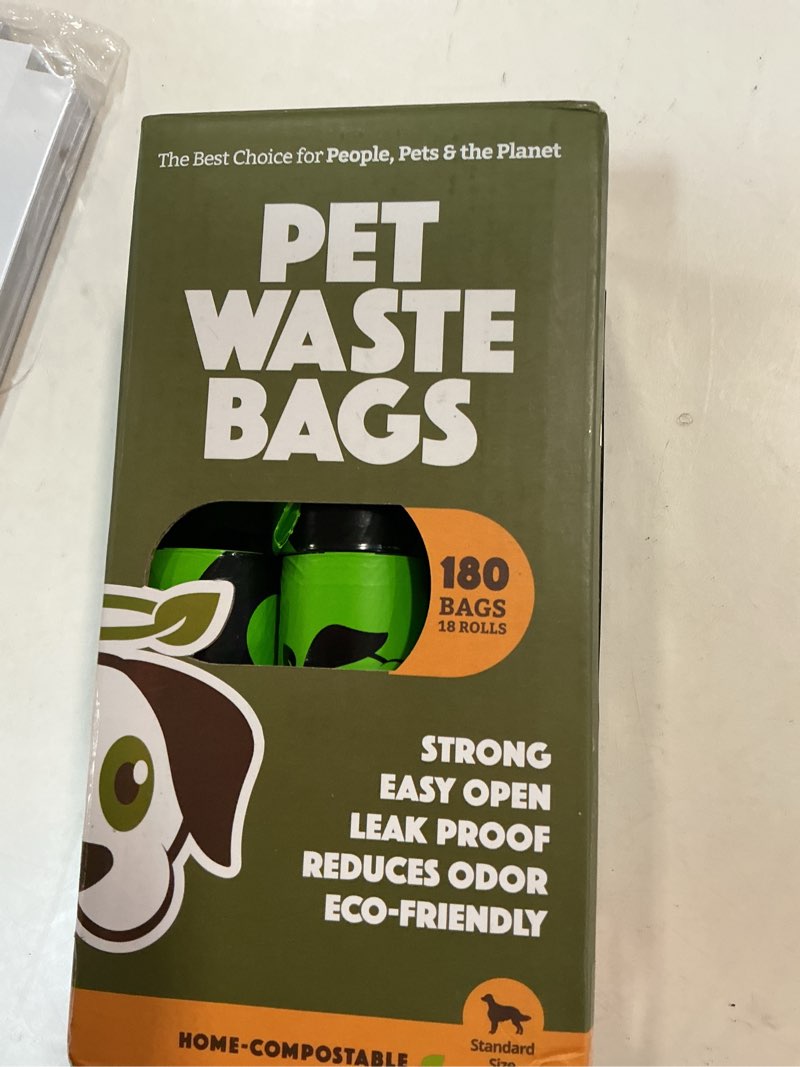 The Best Choice for People, Pets & the Planet
PET
WASTE
BAGS
180
BAGS
18 ROLLS
STRONG
EASY OPEN
LEAK PROOF
REDUCES ODOR
ECO-FRIENDLY
HOME-COMPOSTABLE
Standard
Size